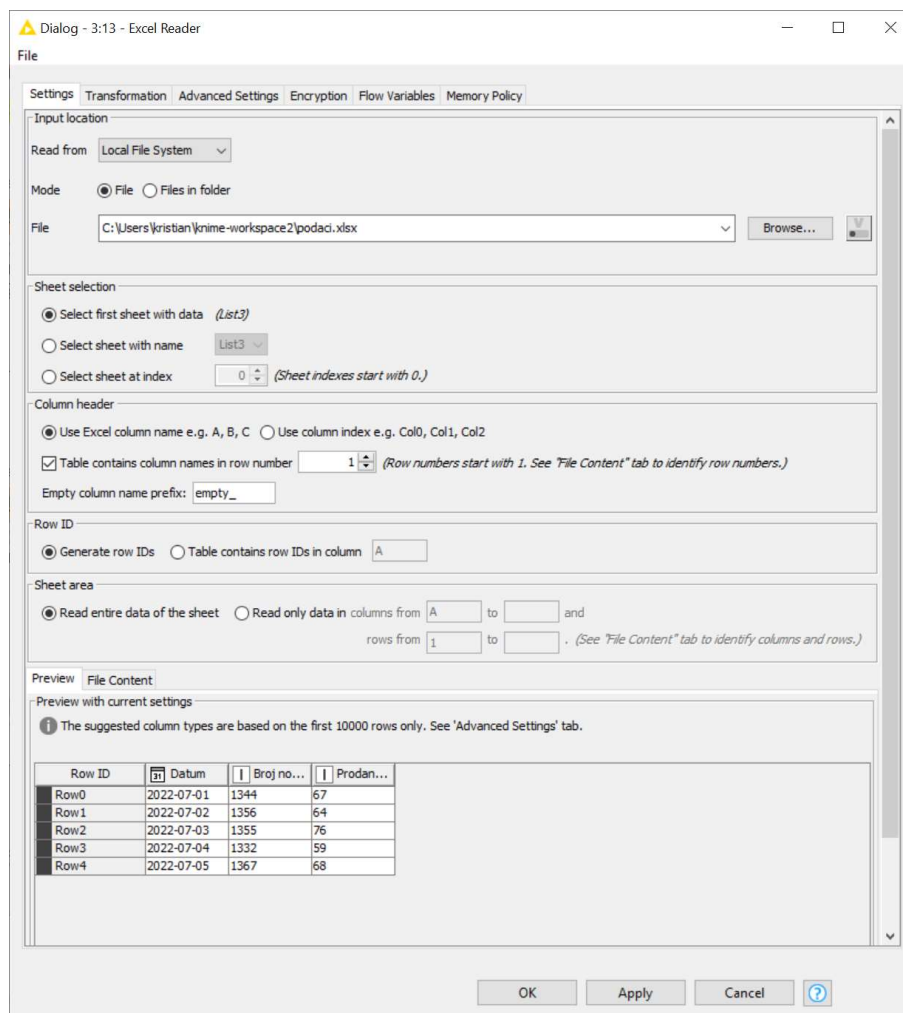 Dialog - 3:13 - Excel Reader
File
Settings Transformation Advanced Settings Encryption Flow Variables Memory Policy
Input location
Read from Local File System
Mode File Files in folder
File C:\Users\kristian\knime-workspace2\podaci.xlsx Browse... V
Sheet selection
Select first sheet with data (List3)
Select sheet with name List3
Select sheet at index 0 (Sheet indexes start with 0.)
Column header
Use Excel column name e.g. A, B, C Use column index e.g. Col0, Col1, Col2
Table contains column names in row number 1 (Row numbers start with 1. See "File Content" tab to identify row numbers.)
Empty column name prefix: empty_
Row ID
Generate row IDs Table contains row IDs in column A
Sheet area
Read entire data of the sheet Read only data in columns from A to and
rows from 1 to . (See "File Content" tab to identify columns and rows.)
Preview File Content
Preview with current settings
The suggested column types are based on the first 10000 rows only. See 'Advanced Settings' tab.
Row ID 31 Datum I Broj no... I Prodan...
Row0 2022-07-01 1344 67
Row1 2022-07-02 1356 64
Row2 2022-07-03 1355 76
Row3 2022-07-04 1332 59
Row4 2022-07-05 1367 68
OK Apply Cancel ?